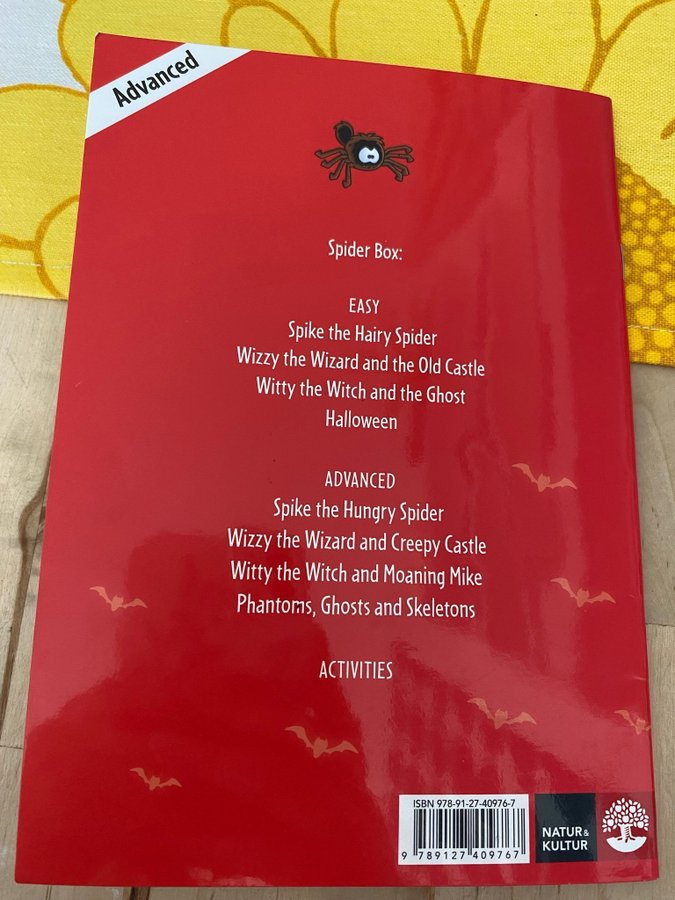 Advanced
Spider Box:
EASY
Spike the Hairy Spider
Wizzy the Wizard and the Old Castle
Witty the Witch and the Ghost
Halloween
ADVANCED
Spike the Hungry Spider
Wizzy the Wizard and Creepy Castle
Witty the Witch and Moaning Mike
Phantoms, Ghosts and Skeletons
ACTIVITIES
ISBN 978-91-27-40976-7
9 789127 409767
NATUR &
KULTUR